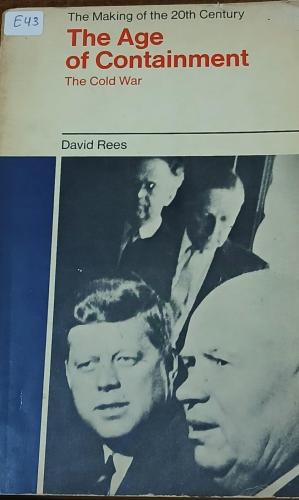 E43
The Making of the 20th Century
The Age
of Containment
The Cold War
David Rees